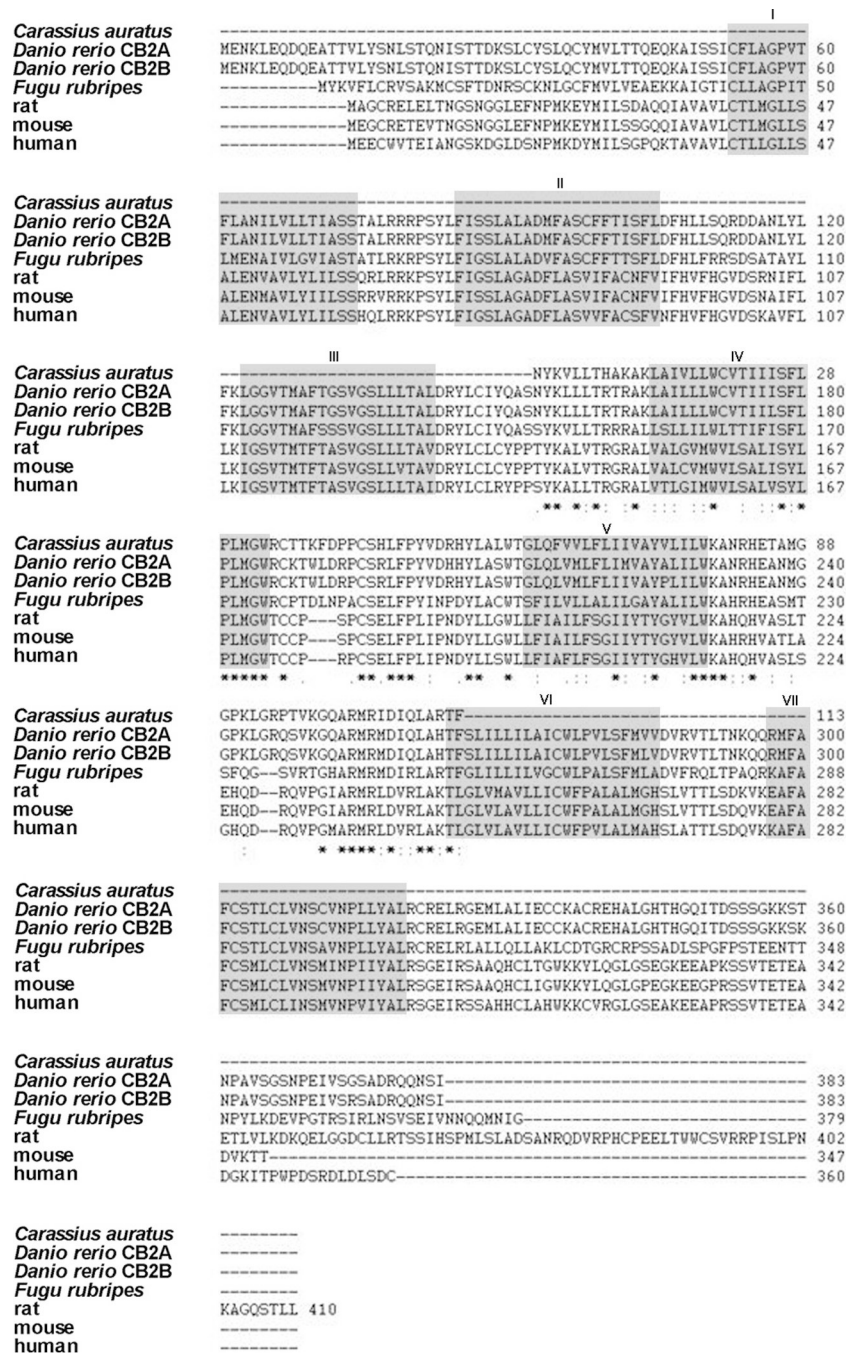 I
Carassius auratus ------------------------------------------------------------
Danio rerio CB2A MENKLEQDQEATTVLYSNLSTQNISTTDKSLCYSLQCYMVLTTQEQKAISSICFLAGPVT 60
Danio rerio CB2B MENKLEQDQEATTVLYSNLSTQNISTTDKSLCYSLQCYMVLTTQEQKAISSICFLAGPVT 60
Fugu rubripes ----------MYKVFLCRVSAKMCSFTDNRSCKNLGCFMVLVEAEKKAIGTICFLAGPIT 50
rat -------------MAGCRELELTNGSNGGLEFNPMKEYMILSDAQQIAVAVLCTLMGLLS 47
mouse -------------MEGCRETEVTNGSNGGLEFNPMKEYMILSSGQQIAVAVLCTLMGLLS 47
human -------------MEECWVTEIANGSKDGLDSNPMKDYMILSGPQKTAVAVLCTLLGLLS 47
II
Carassius auratus ------------------------------------------------------------
Danio rerio CB2A FLANILVLLTIASSTALRRRPSYLFISSLALADMFASCFFTISFLDFHLLSQRDDANLYL 120
Danio rerio CB2B FLANILVLLTIASSTALRRRPSYLFISSLALADMFASCFFTISFLDFHLLSQRDDANLYL 120
Fugu rubripes LMENAIVLGVIASTATLRKRPSYLFIGSLALADVFASCFFTTSFLDFHLFRRSDSATAYL 110
rat ALENVAVLYLILSSQRLRRKPSYLFIGSLAGADFLASVIFACNFVIFHVFHGVDSRNIFL 107
mouse ALENMAVLYIILSSRRVRRKPSYLFIGSLAGADFLASVIFACNFVIFHVFHGVDSNAIFL 107
human ALENVAVLYLILSSHQLRRKPSYLFIGSLAGADFLASVVFACSFVNFHVFHGVDSKAVFL 107
III IV
Carassius auratus --------------------------------NYKVLLTHAKAKLAIVLLWCVTIIISFL 28
Danio rerio CB2A FKLGGVTMAFTGSVGSLLLTALDRYLCIYQASNYKLLLTRTRAKLAILLLWCVTIIISFL 180
Danio rerio CB2B FKLGGVTMAFTGSVGSLLLTALDRYLCIYQASNYKLLLTRTRAKLAILLLWCVTIIISFL 180
Fugu rubripes FKLGGVTMAFSSSVGSLLLTALDRYLCIYQASSYKVLLTRRRALLSLLILWLTTIFISFL 170
rat LKIGSVTMTFTASVGSLLLTAVDRYLCLCYPPTYKALVTRGRALVALGVMWVLSALISYL 167
mouse LKIGSVTMTFTASVGSLLVTAVDRYLCLCYPPTYKALVTRGRALVALCVMWVLSALISYL 167
human LKIGSVTMTFTASVGSLLLTAIDRYLCLRYPPSYKALLTRGRALVTLGIMWVLSALVSYL 167
V
Carassius auratus PLMGWRCTTKFDPPCSHLFPYVDRHYLALWTGLQFVVLFLIIVAYVLILWKANRHETAMG 88
Danio rerio CB2A PLMGWRCKTWLDRPCSRLFPYVDHHYLASWTGLQLVMLFLIMVAYALILWKANRHEANMG 240
Danio rerio CB2B PLMGWRCKTWLDRPCSRLFPYVDHHYLASWTGLQLVMLFLIIVAYPLILWKANRHEANMG 240
Fugu rubripes PLMGWRCPTDLNPACSELFPYINPDYLACWTSFILVLLALILGAYALILWKAHRHEASMT 230
rat PLMGWTCCP---SPCSELFPLIPNDYLLGWLLFIAILFSGIIYTYGYVLWKAHQHVASLT 224
mouse PLMGWTCCP---SPCSELFPLIPNDYLLGWLLFIAILFSGIIYTYGYVLWKAHRHVATLA 224
human PLMGWTCCP---RPCSELFPLIPNDYLLSWLLFIAFLFSGIIYTYGHVLWKAHQHVASLS 224
VI VII
Carassius auratus GPKLGRPTVKGQARMRIDIQLARTF----------------------------------- 113
Danio rerio CB2A GPKLGRQSVKGQARMRMDIQLAHTFSLILLILAICWLPVLSFMVVDVRVTLTNKQQRMFA 300
Danio rerio CB2B GPKLGRQSVKGQARMRMDIQLAHTFSLILLILAICWLPVLSFMLVDVRVTLTNKQQRMFA 300
Fugu rubripes SFQG--SVRTGHARMRMDIRLARTFGLILLILVGCWLPALSFMLADVFRQLTPAQRKAFA 288
rat EHQD--RQVPGIARMRLDVRLAKTLGLVMAVLLICWFPALALMGHSLVTTLSDKVKEAFA 282
mouse EHQD--RQVPGIARMRLDVRLAKTLGLVLAVLLICWFPALALMGHSLVTTLSDQVKEAFA 282
human GHQD--RQVPGMARMRLDVRLAKTLGLVLAVLLICWFPVLALMAHSLATTLSDQVKKAFA 282
Carassius auratus ------------------------------------------------------------
Danio rerio CB2A FCSTLCLVNSCVNPLLYALRCRELRGEMLALIECCKACREHALGHTHGQITDSSSGKKST 360
Danio rerio CB2B FCSTLCLVNSCVNPLLYALRCRELRGEMLALIECCKACREHALGHTHGQITDSSSGKKSK 360
Fugu rubripes FCSTLCLVNSAVNPLLYALRCRELRLALLQLLAKLCDTGRCRPSSADLSPGFPSTEENTT 348
rat FCSMLCLVNSMINPIIYALRSGEIRSAAQHCLTGWKKYLQGLGSEGKEEAPKSSVTETEA 342
mouse FCSMLCLVNSMVNPIIYALRSGEIRSAAQHCLIGWKKYLQGLGPEGKEEGPRSSVTETEA 342
human FCSMLCLINSMVNPVIYALRSGEIRSSAHHCLAHWKKCVRGLGSEAKEEAPRSSVTETEA 342
Carassius auratus ------------------------------------------------------------
Danio rerio CB2A NPAVSGSNPEIVSGSADRQQNSI------------------------------------- 383
Danio rerio CB2B NPAVSRSNPEIVSGSADRQQNSI------------------------------------- 383
Fugu rubripes NPYLKDEVPGTRSIRLNSVSEIVNNQQMNIG----------------------------- 379
rat ETLVLKDKQELGGDCLLRTSSIHSPMLSLADSANRQDVRPHCPEELTWWCSVRRPISLPN 402
mouse DVKTT------------------------------------------------------- 347
human DGKITPWPDSRDLDLSDC------------------------------------------ 360
Carassius auratus --------
Danio rerio CB2A --------
Danio rerio CB2B --------
Fugu rubripes --------
rat KAGQSTLL 410
mouse --------
human --------